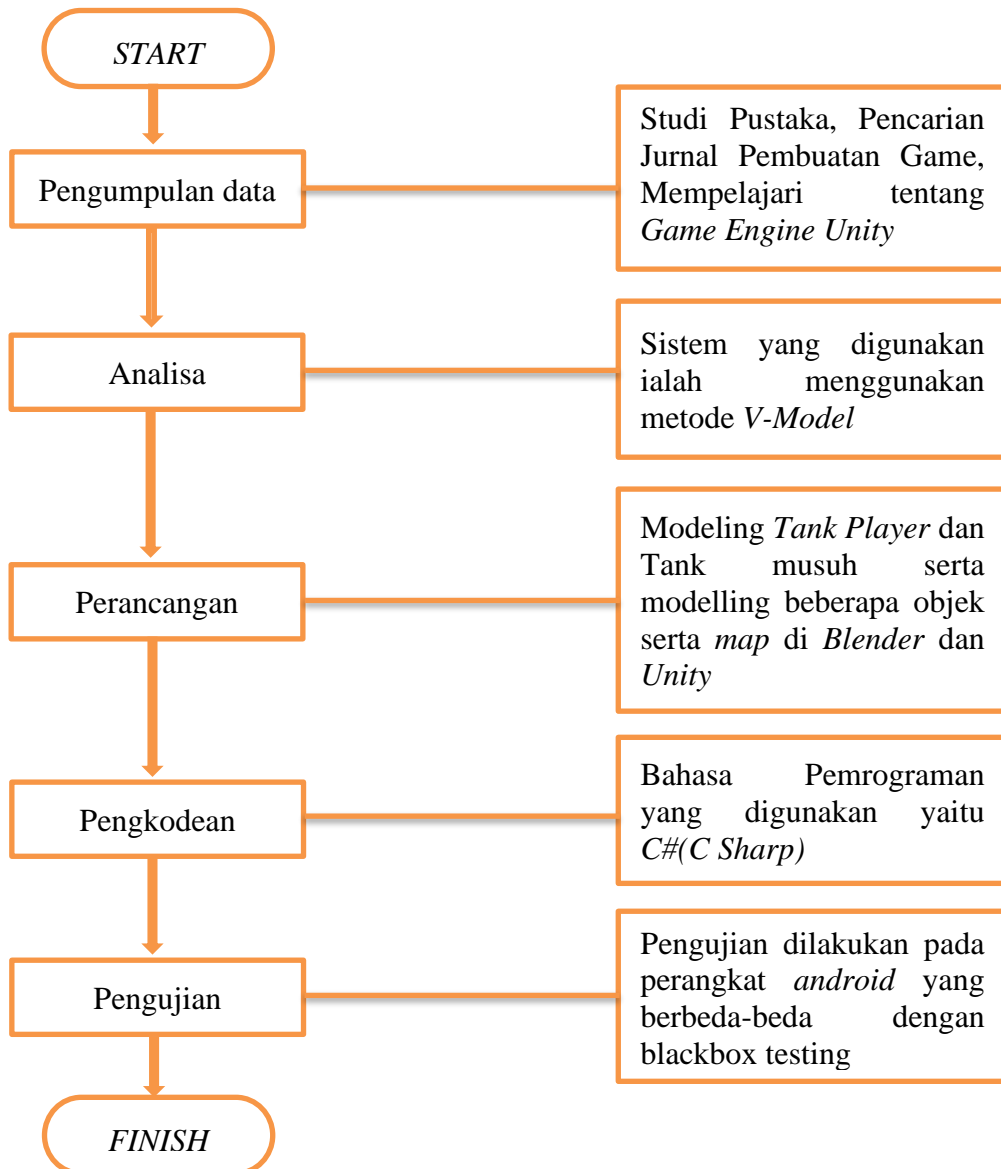 START
Pengumpulan data
Studi Pustaka, Pencarian
Jurnal Pembuatan Game,
Mempelajari tentang
Game Engine Unity
Analisa
Sistem yang digunakan
ialah menggunakan
metode V-Model
Perancangan
Modeling Tank Player dan
Tank musuh serta
modelling beberapa objek
serta map di Blender dan
Unity
Pengkodean
Bahasa Pemrograman
yang digunakan yaitu
C#(C Sharp)
Pengujian
Pengujian dilakukan pada
perangkat android yang
berbeda-beda dengan
blackbox testing
FINISH